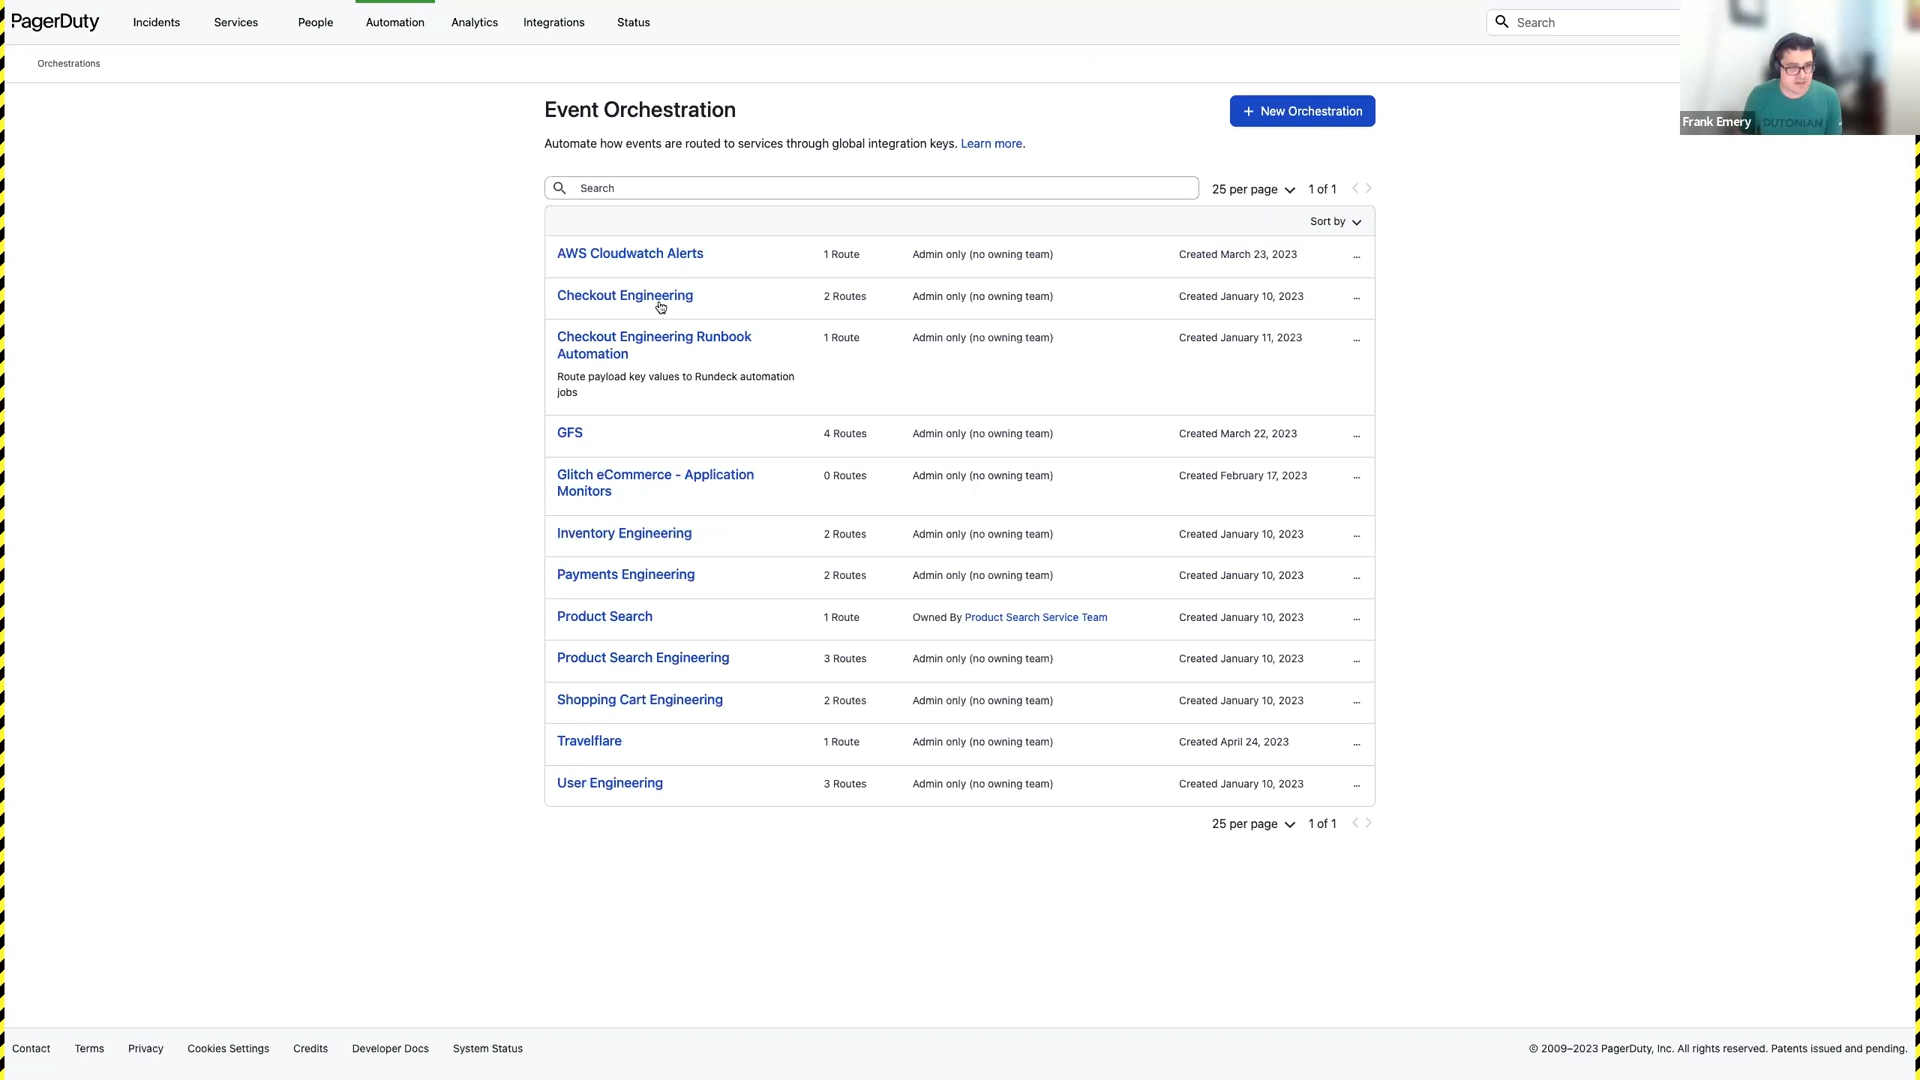 PagerDuty
Incidents
Services
People
Automation
Analytics
Integrations
Status
Search
Orchestrations
Frank Emery
DUTONIAN
Event Orchestration
+ New Orchestration
Automate how events are routed to services through global integration keys. Learn more.
Search
25 per page
1 of 1
Sort by
AWS Cloudwatch Alerts
1 Route
Admin only (no owning team)
Created March 23, 2023
...
Checkout Engineering
2 Routes
Admin only (no owning team)
Created January 10, 2023
...
Checkout Engineering Runbook
Automation
Route payload key values to Rundeck automation
jobs
1 Route
Admin only (no owning team)
Created January 11, 2023
...
GFS
4 Routes
Admin only (no owning team)
Created March 22, 2023
...
Glitch eCommerce - Application
Monitors
0 Routes
Admin only (no owning team)
Created February 17, 2023
...
Inventory Engineering
2 Routes
Admin only (no owning team)
Created January 10, 2023
...
Payments Engineering
2 Routes
Admin only (no owning team)
Created January 10, 2023
...
Product Search
1 Route
Owned By Product Search Service Team
Created January 10, 2023
...
Product Search Engineering
3 Routes
Admin only (no owning team)
Created January 10, 2023
...
Shopping Cart Engineering
2 Routes
Admin only (no owning team)
Created January 10, 2023
...
Travelflare
1 Route
Admin only (no owning team)
Created April 24, 2023
...
User Engineering
3 Routes
Admin only (no owning team)
Created January 10, 2023
...
25 per page
1 of 1
Contact
Terms
Privacy
Cookies Settings
Credits
Developer Docs
System Status
© 2009–2023 PagerDuty, Inc. All rights reserved. Patents issued and pending.